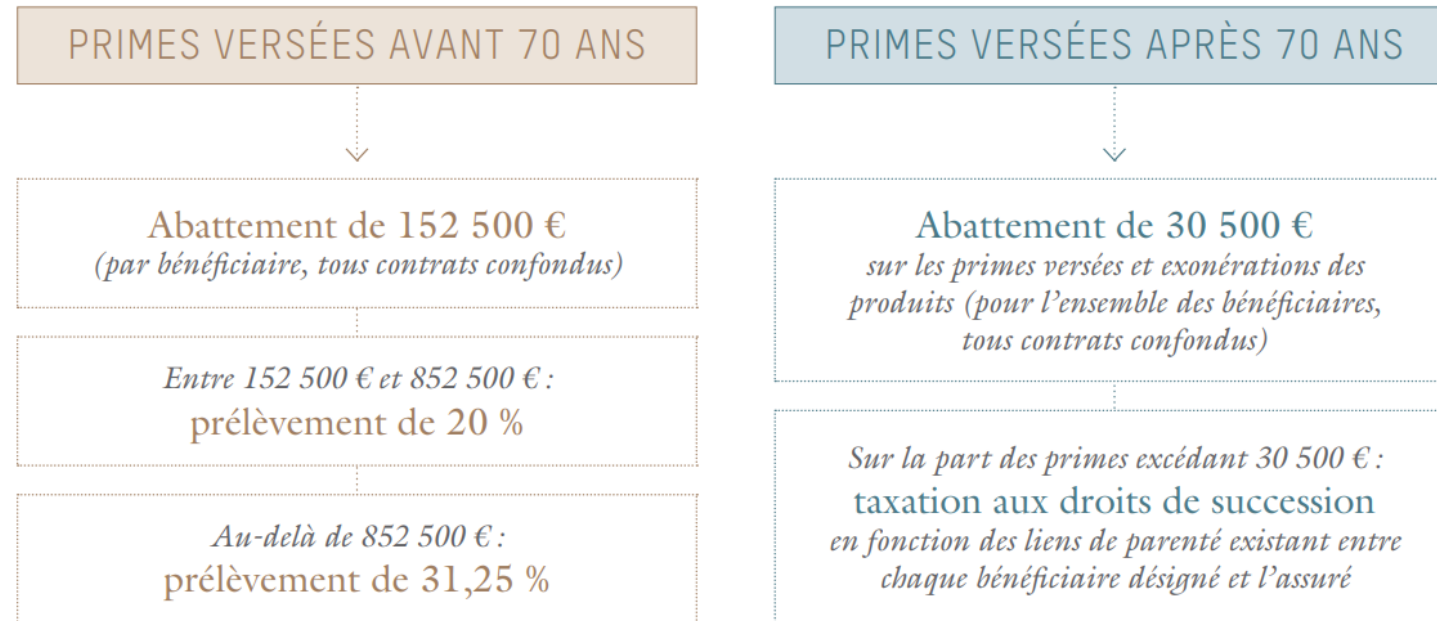 PRIMES VERSÉES AVANT 70 ANS
Abattement de 152 500 €
(par bénéficiaire, tous contrats confondus)
Entre 152 500 € et 852 500 € :
prélèvement de 20 %
Au-delà de 852 500 € :
prélèvement de 31,25 %
PRIMES VERSÉES APRÈS 70 ANS
Abattement de 30 500 €
sur les primes versées et exonérations des
produits (pour l’ensemble des bénéficiaires,
tous contrats confondus)
Sur la part des primes excédant 30 500 € :
taxation aux droits de succession
en fonction des liens de parenté existant entre
chaque bénéficiaire désigné et l’assuré